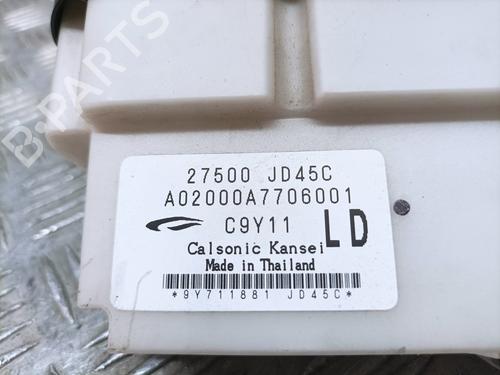 27500 JD45C
A02000A7706001
C9Y11 LD
Calsonic Kansei
Made in Thailand
*9Y711881 JD45C*
B-PARTS